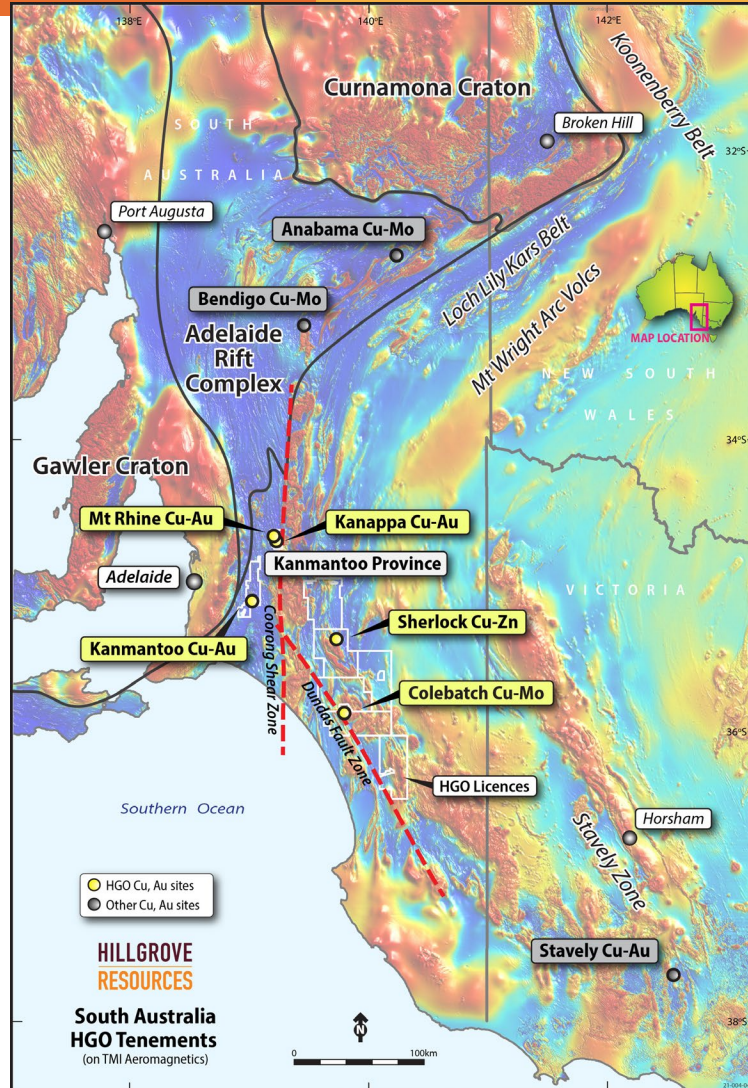 138°E
140°E
142°E
Koonenberry Belt
Curnamona Craton
SOUTH
AUSTRALIA
Broken Hill
32°S
Port Augusta
Anabama Cu-Mo
Loch Lily Kars Belt
Bendigo Cu-Mo
Mt Wright Arc Volcs
MAP LOCATION
Adelaide
Rift
Complex
NEW SOUTH
WALES
34°S
Gawler Craton
Mt Rhine Cu-Au
Kanappa Cu-Au
Kanmantoo Province
Adelaide
VICTORIA
Kanmantoo Cu-Au
Sherlock Cu-Zn
Coorong Shear Zone
Colebatch Cu-Mo
Dundas Fault Zone
36°S
HGO Licences
Southern Ocean
Horsham
Stavely Zone
HGO Cu, Au sites
Other Cu, Au sites
Stavely Cu-Au
HILLGROVE
RESOURCES
South Australia
HGO Tenements
(on TMI Aeromagnetics)
N
0
100km
38°S